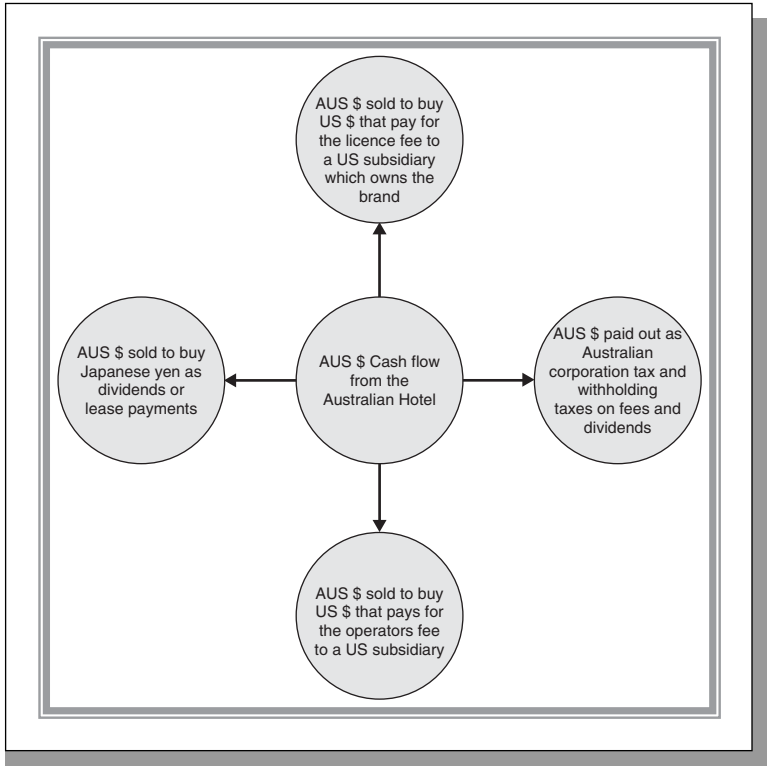 AUS $ sold to buy
US $ that pay for
the licence fee to
a US subsidiary
which owns the
brand
AUS $ sold to buy
Japanese yen as
dividends or
lease payments
AUS $ Cash flow
from the
Australian Hotel
AUS $ paid out as
Australian
corporation tax and
withholding
taxes on fees and
dividends
AUS $ sold to buy
US $ that pays for
the operators fee
to a US subsidiary